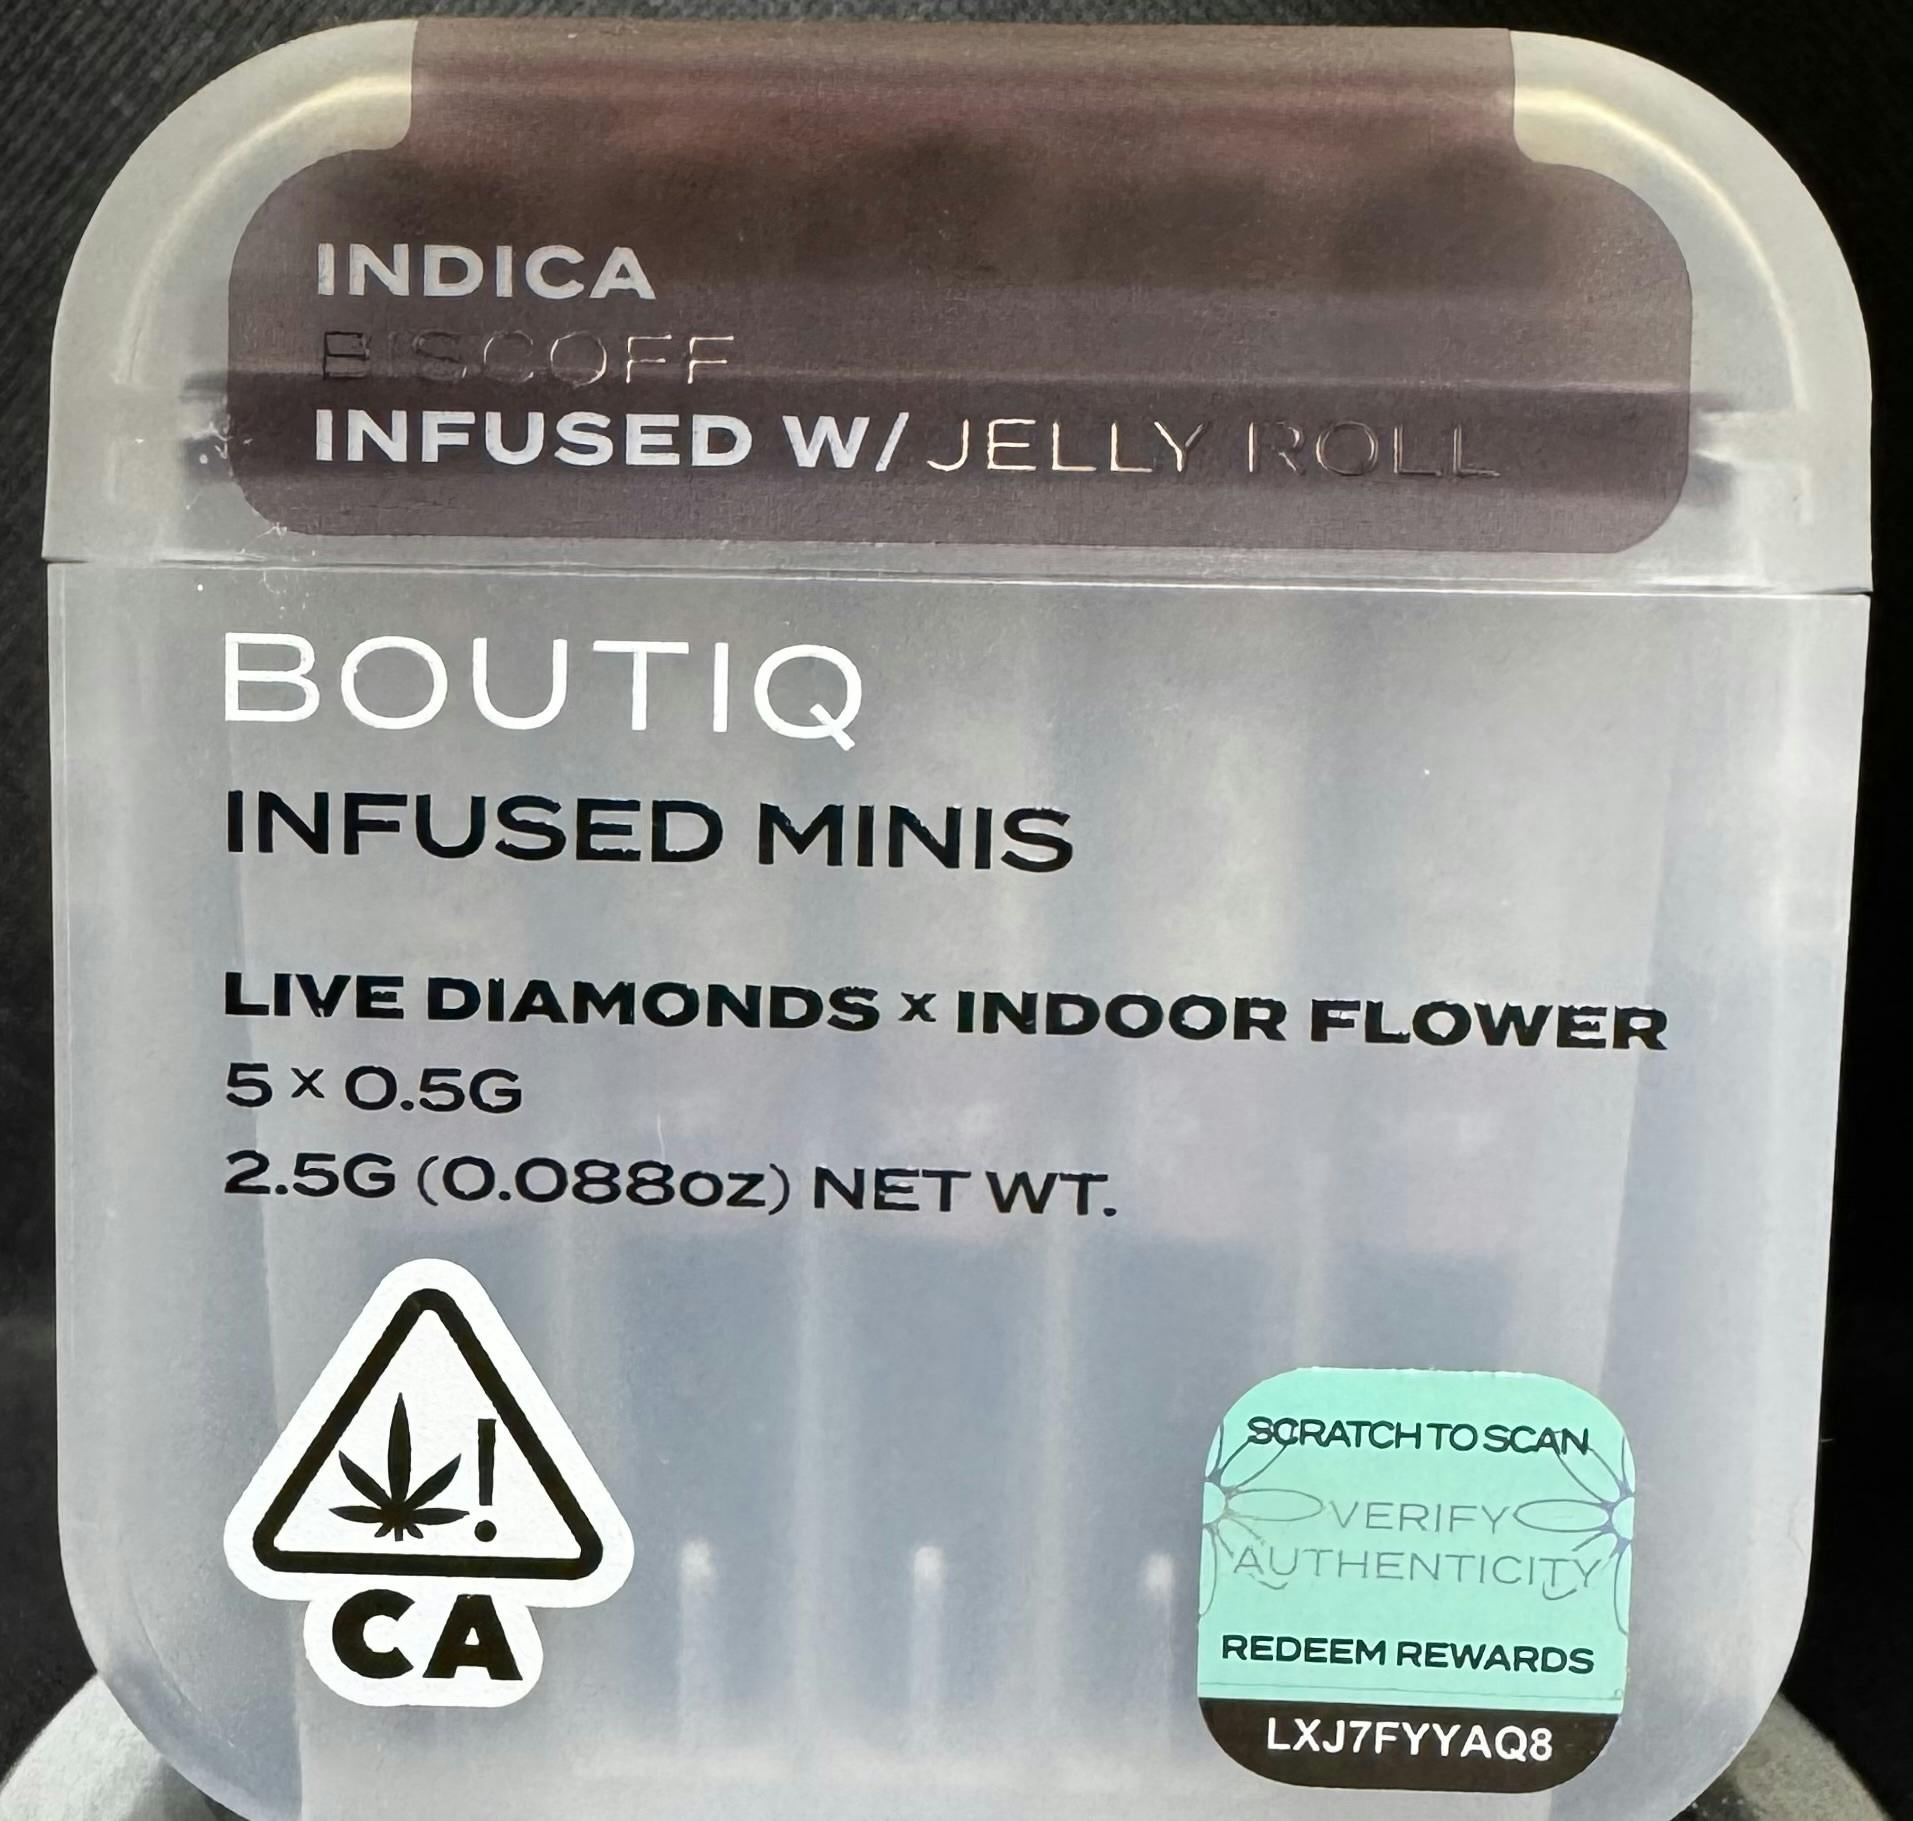 INDICA
BISCOFF
INFUSED W/ JELLY ROLL
BOUTIQ
INFUSED MINIS
LIVE DIAMONDS x INDOOR FLOWER
5 x 0.5G
2.5G (0.088oz) NET WT.
!
CA
SCRATCH TO SCAN
VERIFY
AUTHENTICITY
REDEEM REWARDS
LXJ7FYYAQ8